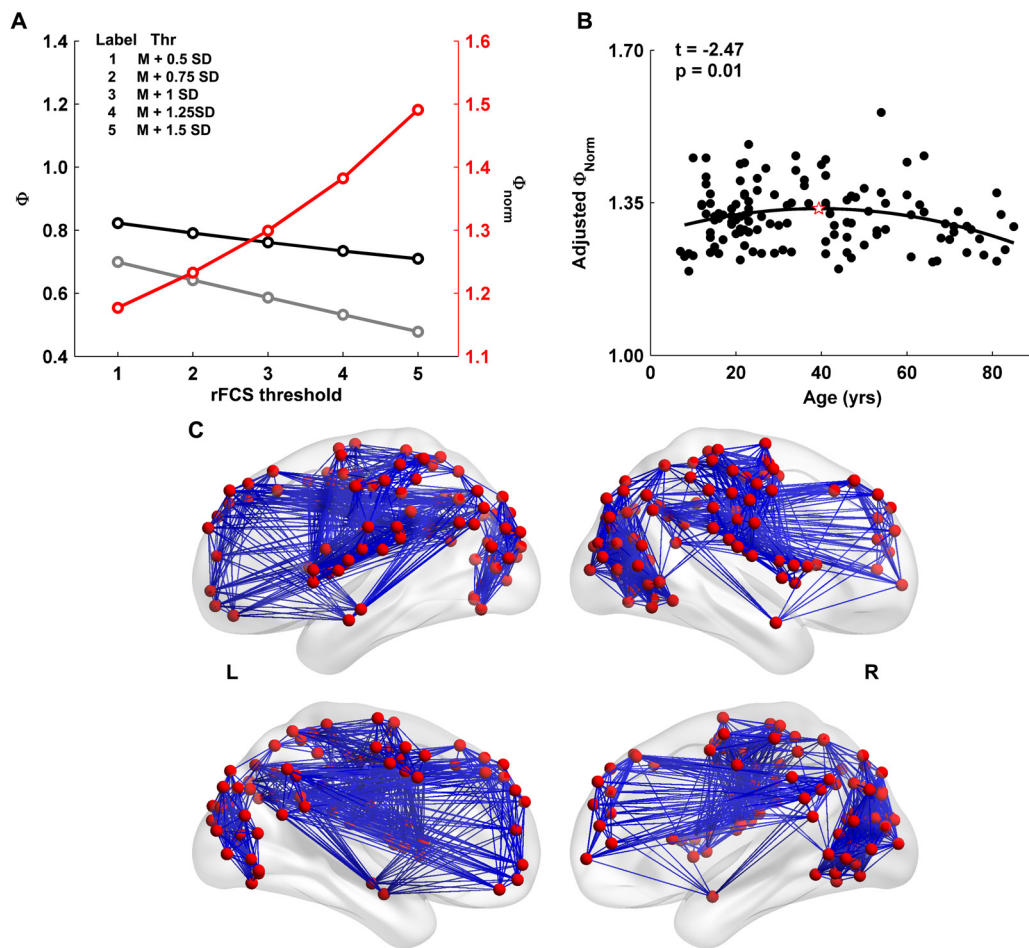 A
B
1.4
1.2
1.0
0.8
0.6
0.4
Φ
Label Thr
1 M + 0.5 SD
2 M + 0.75 SD
3 M + 1 SD
4 M + 1.25SD
5 M + 1.5 SD
1.6
1.5
1.4
1.3
1.2
1.1
Φnorm
1 2 3 4 5
rFCS threshold
t = -2.47
p = 0.01
1.70
1.35
1.00
Adjusted ΦNorm
0 20 40 60 80
Age (yrs)
C
L R